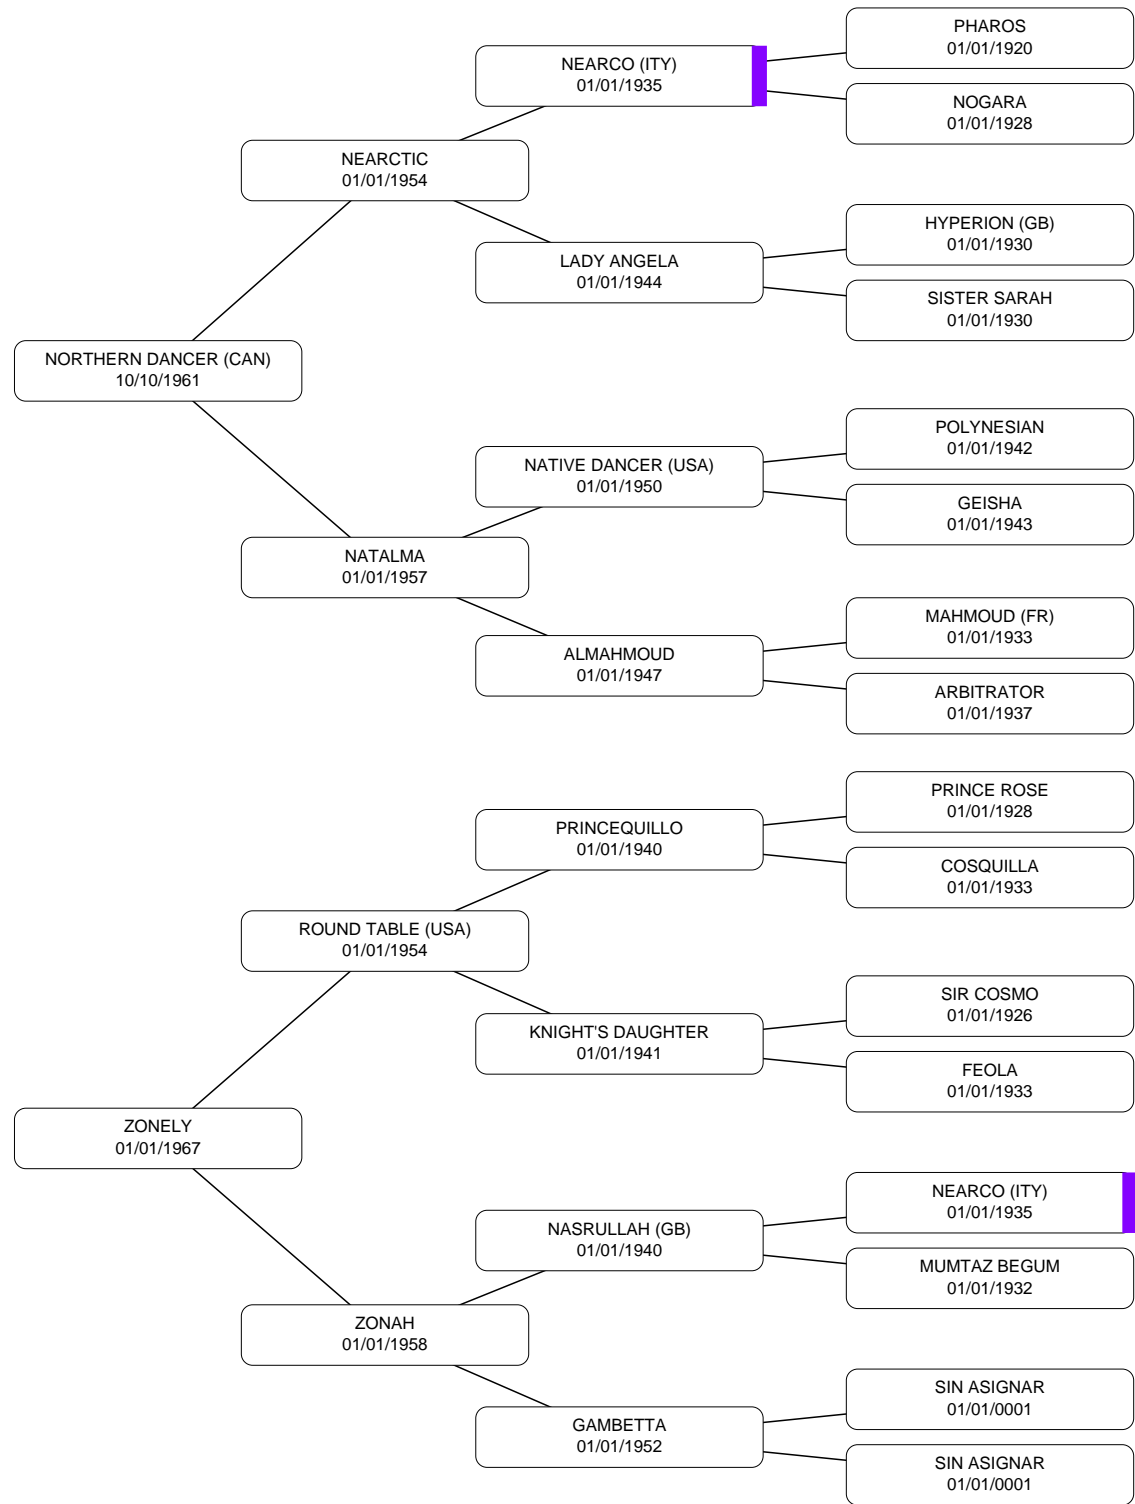 PHAROS
01/01/1920
NEARCO (ITY)
01/01/1935
NOGARA
01/01/1928
NEARCTIC
01/01/1954
HYPERION (GB)
01/01/1930
LADY ANGELA
01/01/1944
SISTER SARAH
01/01/1930
NORTHERN DANCER (CAN)
10/10/1961
POLYNESIAN
01/01/1942
NATIVE DANCER (USA)
01/01/1950
GEISHA
01/01/1943
NATALMA
01/01/1957
MAHMOUD (FR)
01/01/1933
ALMAHMOUD
01/01/1947
ARBITRATOR
01/01/1937
PRINCE ROSE
01/01/1928
PRINCEQUILLO
01/01/1940
COSQUILLA
01/01/1933
ROUND TABLE (USA)
01/01/1954
SIR COSMO
01/01/1926
KNIGHT'S DAUGHTER
01/01/1941
FEOLA
01/01/1933
ZONELY
01/01/1967
NEARCO (ITY)
01/01/1935
NASRULLAH (GB)
01/01/1940
MUMTAZ BEGUM
01/01/1932
ZONAH
01/01/1958
SIN ASIGNAR
01/01/0001
GAMBETTA
01/01/1952
SIN ASIGNAR
01/01/0001